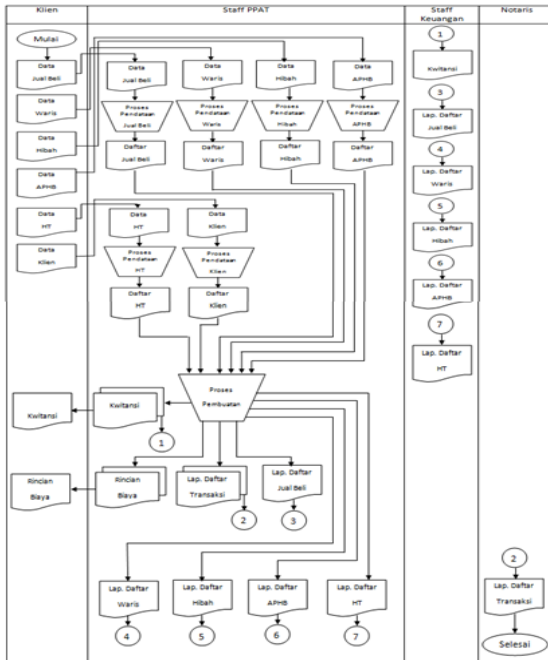 Klien
Staff PPAT
Staff
Keuangan
Notaris
Mulai
Data
Jual Beli
Data
Waris
Data
Hibah
Data
APHB
Data
HT
Data
Klien
Data
Jual Beli
Data
Waris
Data
Hibah
Data
APHB
Proses
Pendataan
Jual Beli
Proses
Pendataan
Waris
Proses
Pendataan
Hibah
Proses
Pendataan
APHB
Daftar
Jual Beli
Daftar
Waris
Daftar
Hibah
Daftar
APHB
Data
HT
Data
Klien
Proses
Pendataan
HT
Proses
Pendataan
Klien
Daftar
HT
Daftar
Klien
Proses
Pembuatan
Kwitansi
Kwitansi
1
Rincian
Biaya
Rincian
Biaya
Lap. Daftar
Transaksi
2
Lap. Daftar
Jual Beli
3
Lap. Daftar
Waris
4
Lap. Daftar
Hibah
5
Lap. Daftar
APHB
6
Lap. Daftar
HT
7
1
Kwitansi
3
Lap. Daftar
Jual Beli
4
Lap. Daftar
Waris
5
Lap. Daftar
Hibah
6
Lap. Daftar
APHB
7
Lap. Daftar
HT
2
Lap. Daftar
Transaksi
Selesai